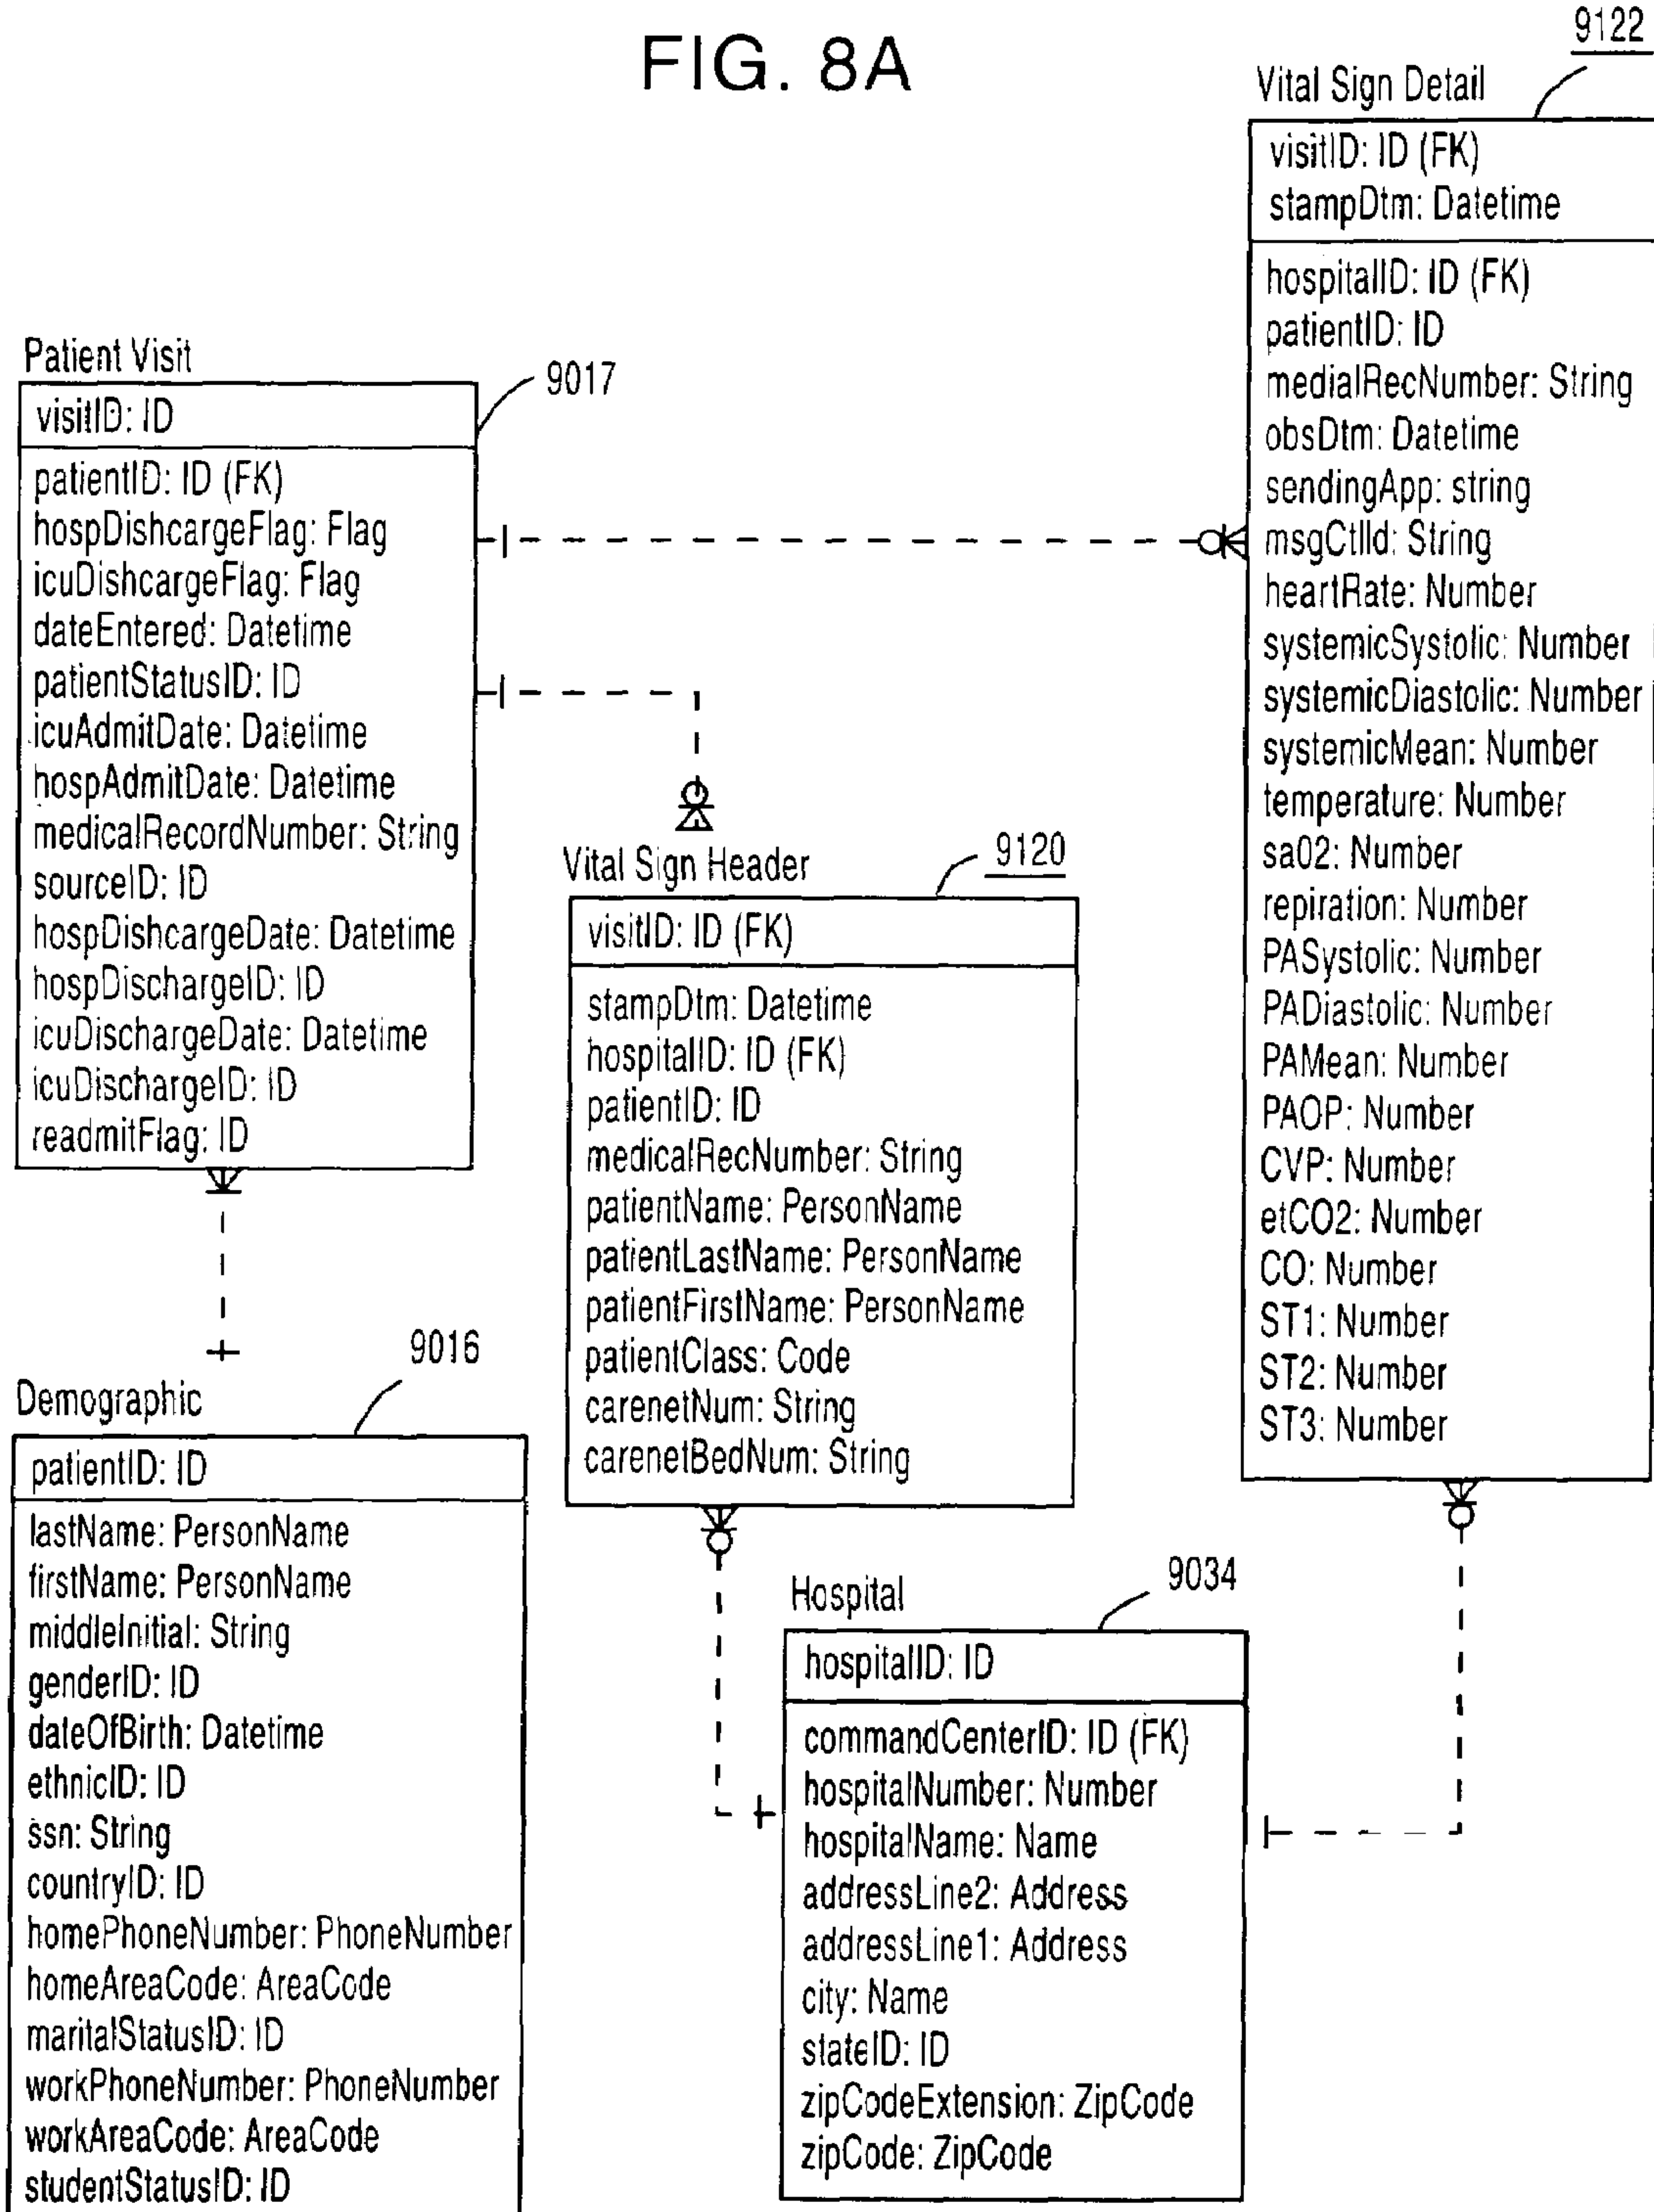 FIG. 8A
9122
Vital Sign Detail
visitID: ID (FK)
stampDtm: Datetime
hospitalID: ID (FK)
patientID: ID
medialRecNumber: String
obsDtm: Datetime
sendingApp: string
msgCtlId: String
heartRate: Number
systemicSystolic: Number
systemicDiastolic: Number
systemicMean: Number
temperature: Number
sa02: Number
repiration: Number
PASystolic: Number
PADiastolic: Number
PAMean: Number
PAOP: Number
CVP: Number
etCO2: Number
CO: Number
ST1: Number
ST2: Number
ST3: Number
Patient Visit
9017
visitID: ID
patientID: ID (FK)
hospDishcargeFlag: Flag
icuDishcargeFlag: Flag
dateEntered: Datetime
patientStatusID: ID
icuAdmitDate: Datetime
hospAdmitDate: Datetime
medicalRecordNumber: String
sourceID: ID
hospDishcargeDate: Datetime
hospDischargeID: ID
icuDischargeDate: Datetime
icuDischargeID: ID
readmitFlag: ID
Vital Sign Header
9120
visitID: ID (FK)
stampDtm: Datetime
hospitalID: ID (FK)
patientID: ID
medicalRecNumber: String
patientName: PersonName
patientLastName: PersonName
patientFirstName: PersonName
patientClass: Code
carenetNum: String
carenetBedNum: String
Demographic
9016
patientID: ID
lastName: PersonName
firstName: PersonName
middleInitial: String
genderID: ID
dateOfBirth: Datetime
ethnicID: ID
ssn: String
countryID: ID
homePhoneNumber: PhoneNumber
homeAreaCode: AreaCode
maritalStatusID: ID
workPhoneNumber: PhoneNumber
workAreaCode: AreaCode
studentStatusID: ID
Hospital
9034
hospitalID: ID
commandCenterID: ID (FK)
hospitalNumber: Number
hospitalName: Name
addressLine2: Address
addressLine1: Address
city: Name
stateID: ID
zipCodeExtension: ZipCode
zipCode: ZipCode